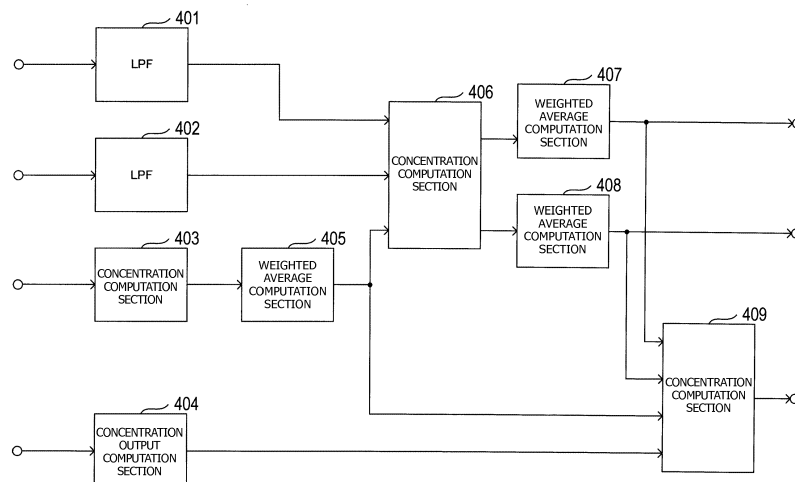 401
LPF
402
LPF
403
CONCENTRATION
COMPUTATION
SECTION
405
WEIGHTED
AVERAGE
COMPUTATION
SECTION
404
CONCENTRATION
OUTPUT
COMPUTATION
SECTION
406
CONCENTRATION
COMPUTATION
SECTION
407
WEIGHTED
AVERAGE
COMPUTATION
SECTION
408
WEIGHTED
AVERAGE
COMPUTATION
SECTION
409
CONCENTRATION
COMPUTATION
SECTION